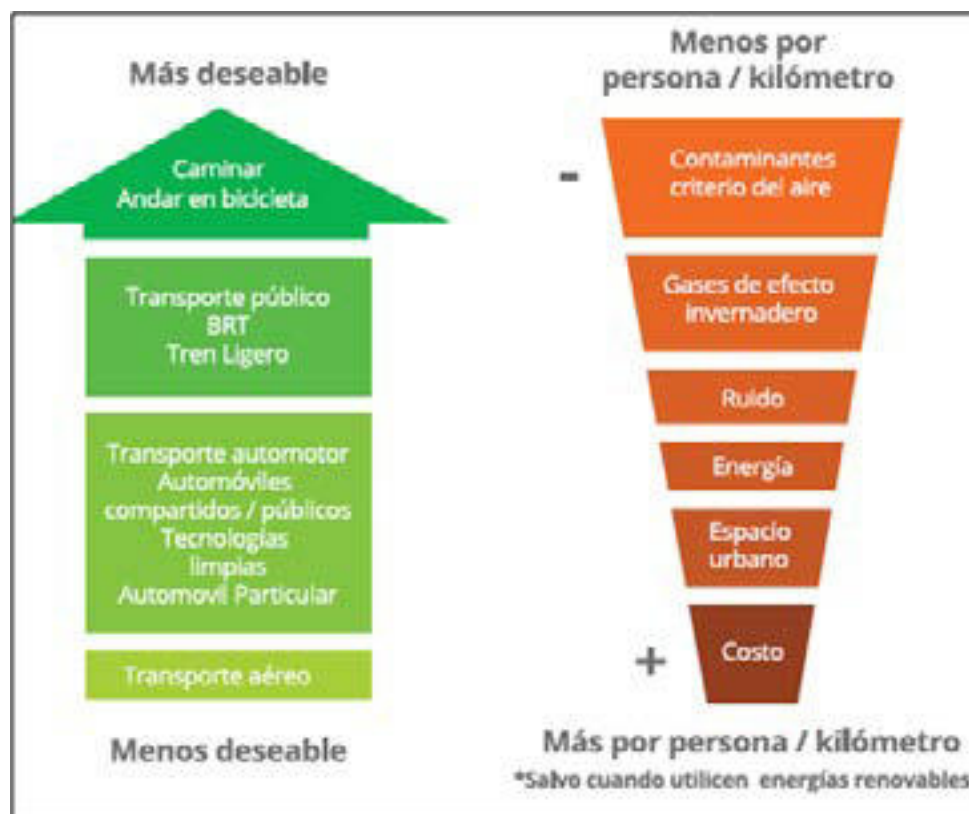 Más deseable
Caminar
Andar en bicicleta
Transporte público
BRT
Tren Ligero
Transporte automotor
Automóviles
compartidos / públicos
Tecnologías
limpias
Automovil Particular
Transporte aéreo
Menos deseable
Menos por
persona / kilómetro
-
Contaminantes
criterio del aire
Gases de efecto
invernadero
Ruido
Energía
Espacio
urbano
+
Costo
Más por persona / kilómetro
*Salvo cuando utilicen energías renovables